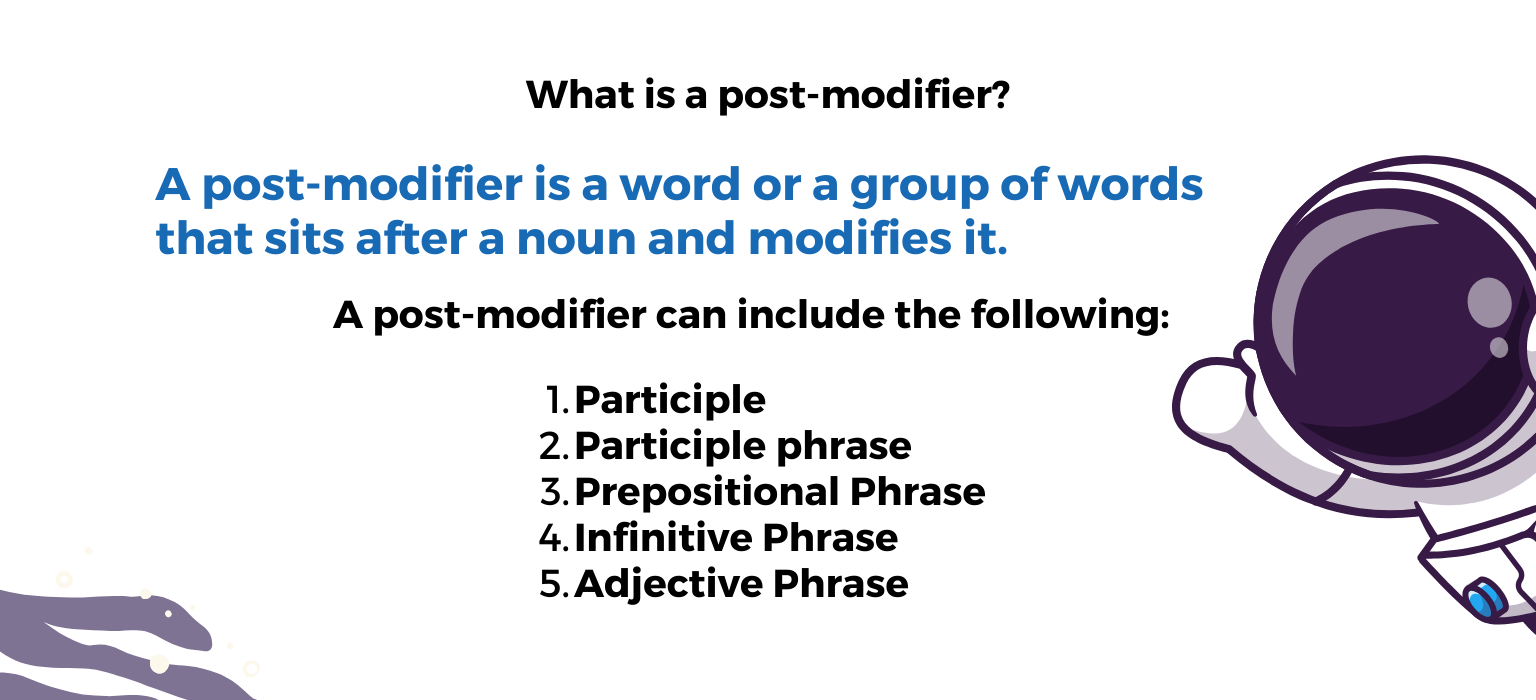 What is a post-modifier?
A post-modifier is a word or a group of words
that sits after a noun and modifies it.
A post-modifier can include the following:
1. Participle
2. Participle phrase
3. Prepositional Phrase
4. Infinitive Phrase
5. Adjective Phrase